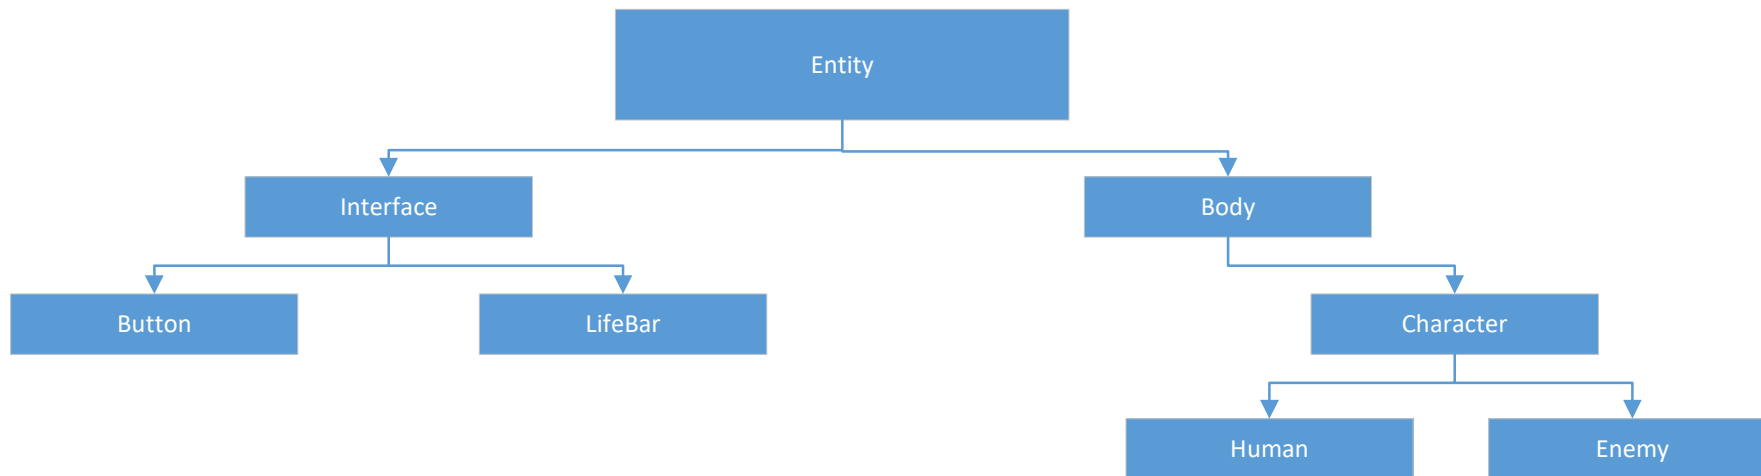 Entity
Interface
Body
Button
LifeBar
Character
Human
Enemy